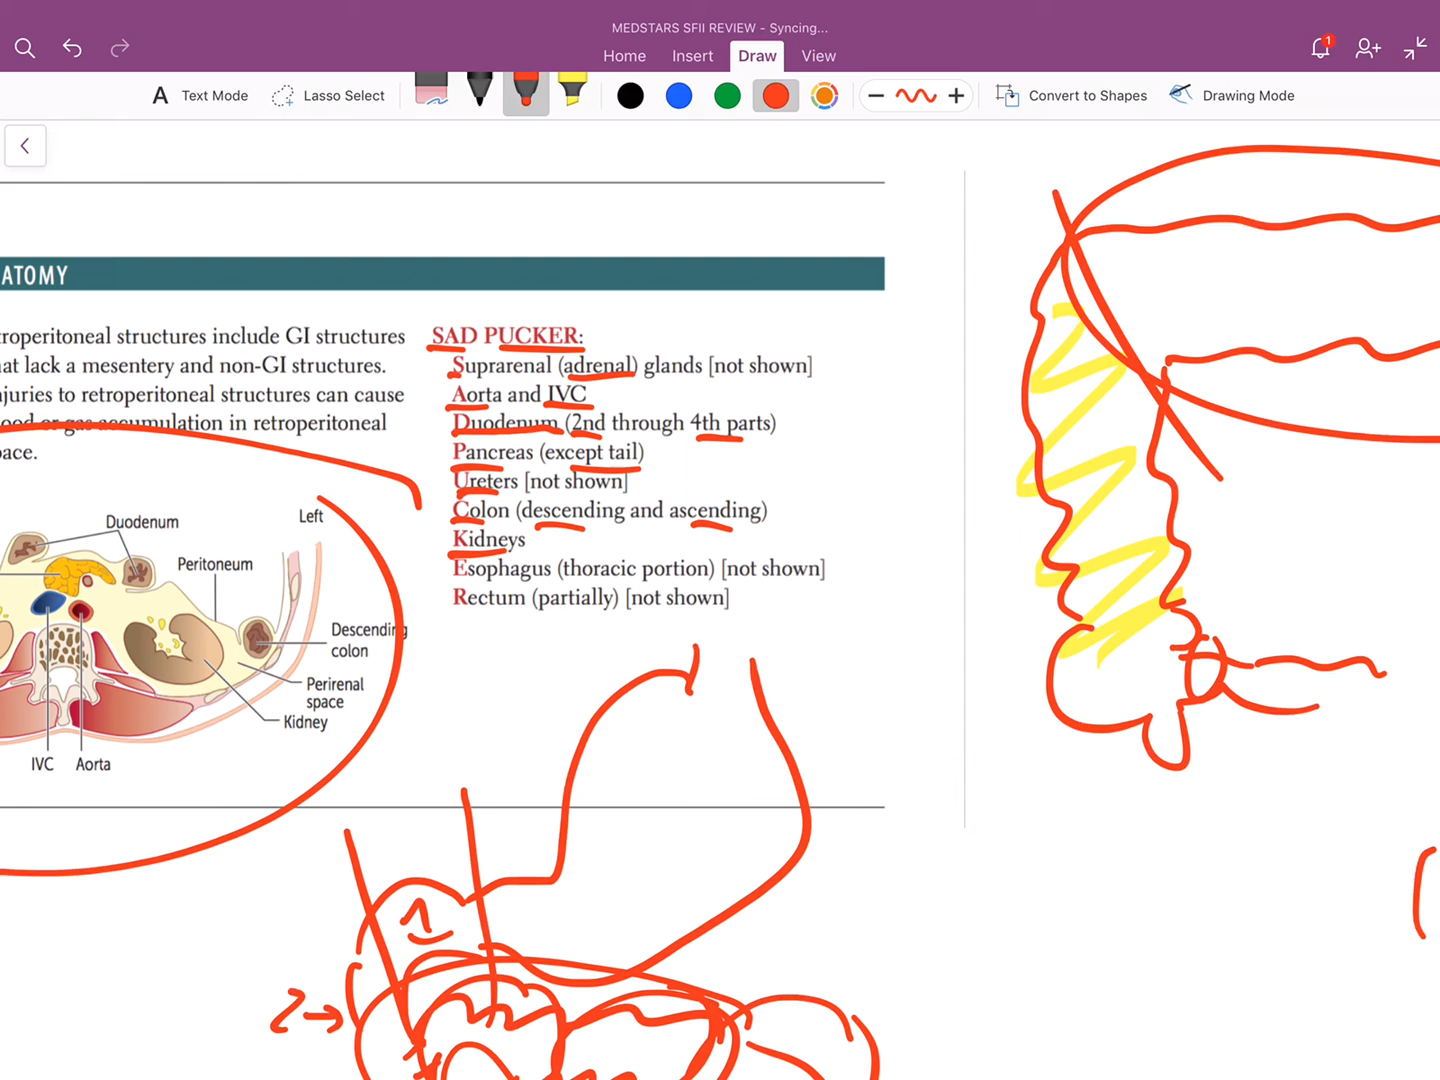 MEDSTARS SFII REVIEW - Syncing...
Home Insert Draw View
1
A Text Mode Lasso Select Convert to Shapes Drawing Mode
ATOMY
troperitoneal structures include GI structures
at lack a mesentery and non-GI structures.
juries to retroperitoneal structures can cause
ood or gas accumulation in retroperitoneal
ace.
SAD PUCKER:
Suprarenal (adrenal) glands [not shown]
Aorta and IVC
Duodenum (2nd through 4th parts)
Pancreas (except tail)
Ureters [not shown]
Colon (descending and ascending)
Kidneys
Esophagus (thoracic portion) [not shown]
Rectum (partially) [not shown]
Duodenum
Left
Peritoneum
Descending
colon
Perirenal
space
Kidney
IVC Aorta
1
2→